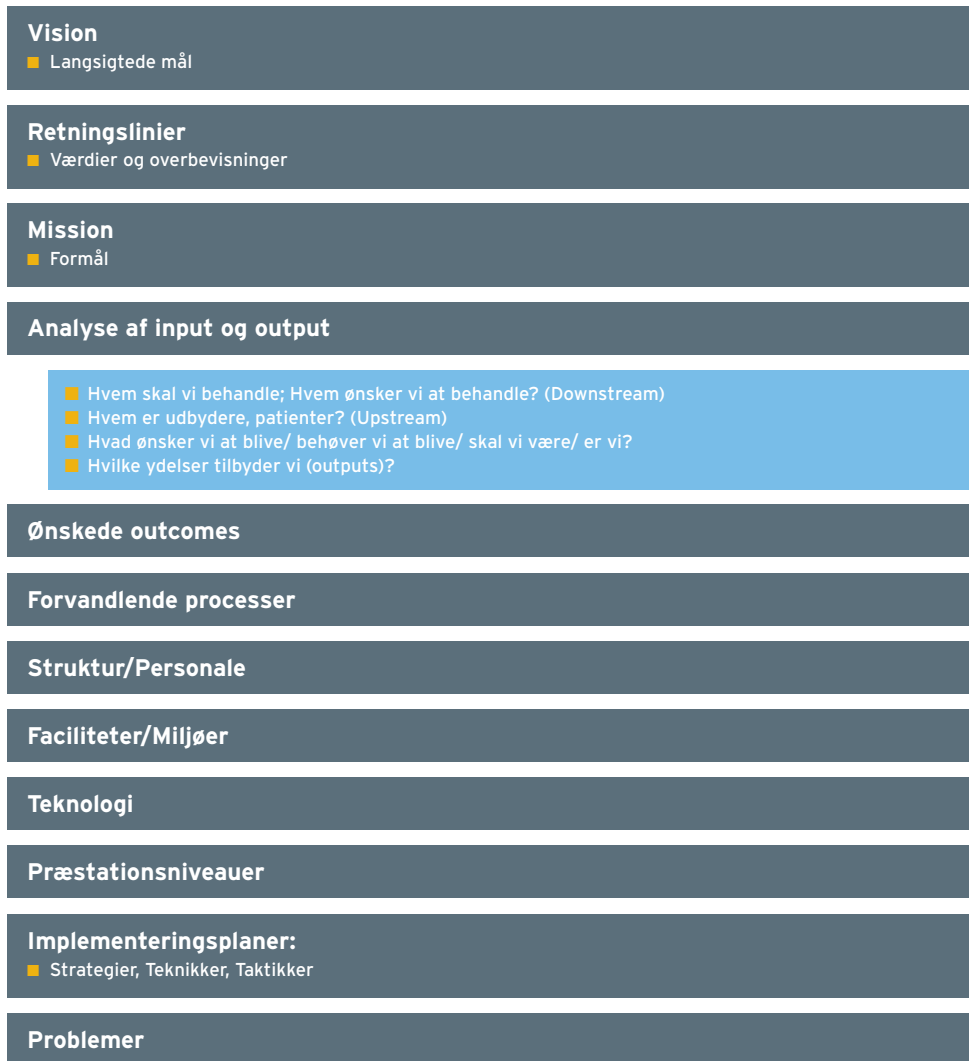 Vision
Langsigtede mål
Retningslinier
Værdier og overbevisninger
Mission
Formål
Analyse af input og output
Hvem skal vi behandle; Hvem ønsker vi at behandle? (Downstream)
Hvem er udbydere, patienter? (Upstream)
Hvad ønsker vi at blive/ behøver vi at blive/ skal vi være/ er vi?
Hvilke ydelser tilbyder vi (outputs)?
Ønskede outcomes
Forvandlende processer
Struktur/Personale
Faciliteter/Miljøer
Teknologi
Præstationsniveauer
Implementeringsplaner:
Strategier, Teknikker, Taktikker
Problemer